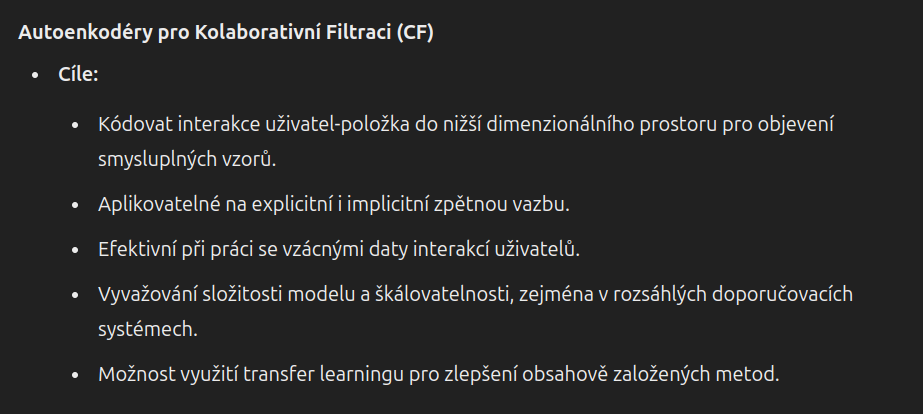 Autoenkodéry pro Kolaborativní Filtraci (CF)
• Cíle:
• Kódovat interakce uživatel-položka do nižší dimenzionálního prostoru pro objevení
smysluplných vzorů.
• Aplikovatelné na explicitní i implicitní zpětnou vazbu.
• Efektivní při práci se vzácnými daty interakcí uživatelů.
• Vyvažování složitosti modelu a škálovatelnosti, zejména v rozsáhlých doporučovacích
systémech.
• Možnost využití transfer learningu pro zlepšení obsahově založených metod.